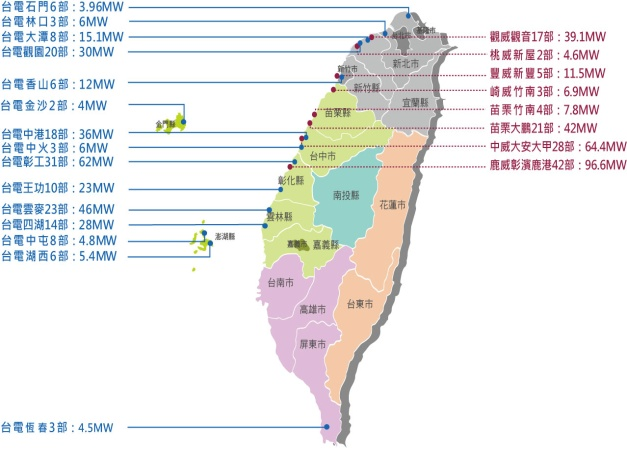 台電石門6部：3.96MW
台電林口3部：6MW
台電大潭8部：15.1MW
台電觀園20部：30MW
台電香山6部：12MW
台電金沙2部：4MW
台電中港18部：36MW
台電中火3部：6MW
台電彰工31部：62MW
台電王功10部：23MW
台電雲麥23部：46MW
台電四湖14部：28MW
台電中屯8部：4.8MW
台電湖西6部：5.4MW
台電恆春3部：4.5MW
觀威觀音17部：39.1MW
桃威新屋2部：4.6MW
豐威新豐5部：11.5MW
崎威竹南3部：6.9MW
苗栗竹南4部：7.8MW
苗栗大鵬21部：42MW
中威大安大甲28部：64.4MW
鹿威彰濱鹿港42部：96.6MW
基隆市
台北市
新北市
新竹市
新竹縣
宜蘭縣
苗栗縣
台中市
彰化縣
南投縣
花蓮市
雲林縣
嘉義市
嘉義縣
台南市
高雄市
台東市
屏東市
金門縣
澎湖縣